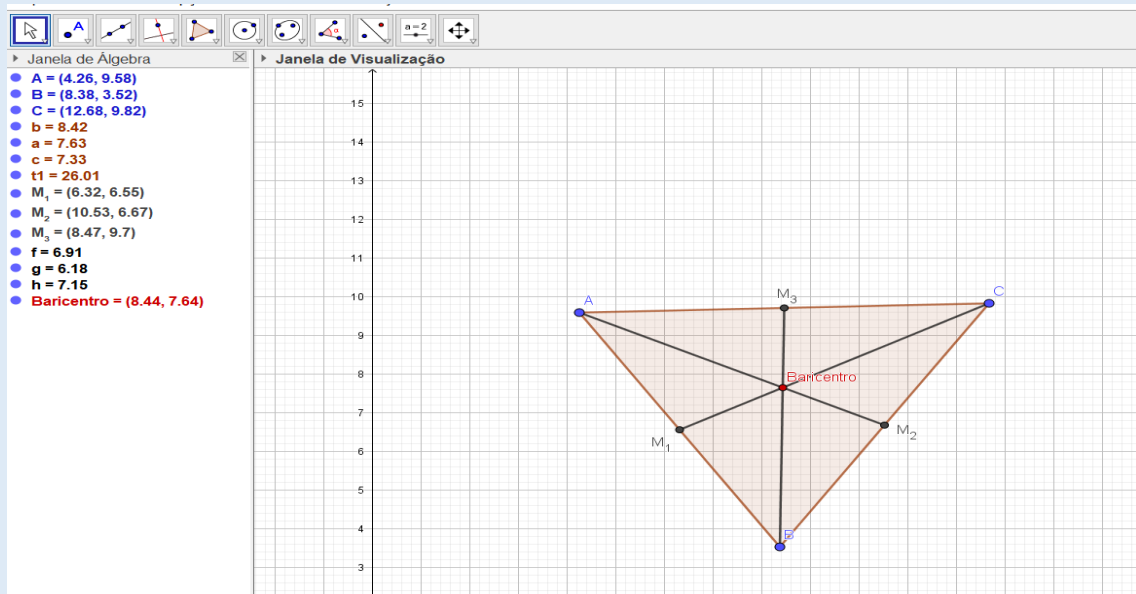 a=2
Janela de Álgebra
Janela de Visualização
A = (4.26, 9.58)
B = (8.38, 3.52)
C = (12.68, 9.82)
b = 8.42
a = 7.63
c = 7.33
t1 = 26.01
M₁ = (6.32, 6.55)
M₂ = (10.53, 6.67)
M₃ = (8.47, 9.7)
f = 6.91
g = 6.18
h = 7.15
Baricentro = (8.44, 7.64)
15
14
13
12
11
10
9
8
7
6
5
4
3
A
M₃
C
Baricentro
M₁
M₂
B